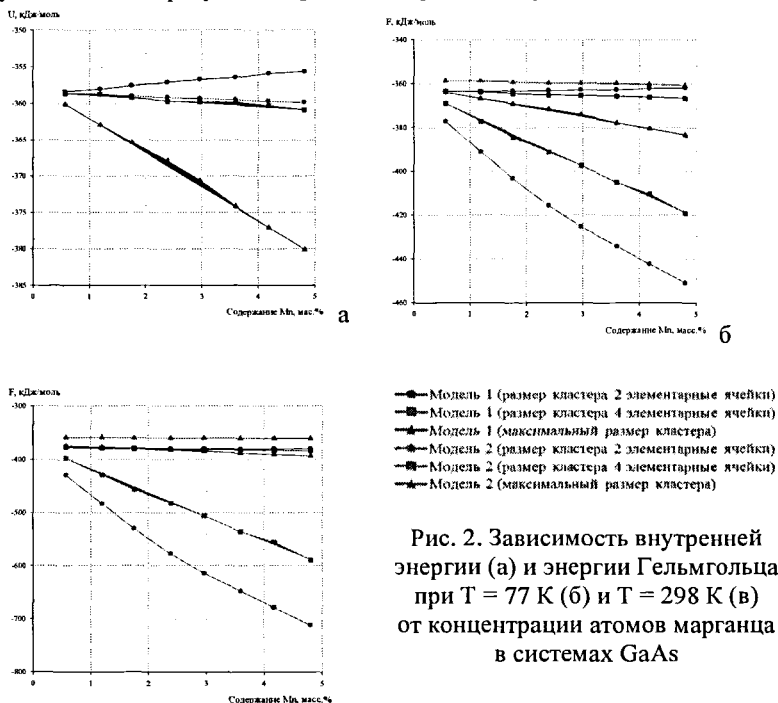 U, кДж/моль
-350
-355
-360
-365
-370
-375
-380
-385
0 1 2 3 4 5
Содержание Mn, мас.%
а
F, кДж/моль
-340
-360
-380
-400
-420
-440
-460
0 1 2 3 4 5
Содержание Mn, масс.%
б
F, кДж/моль
-300
-400
-500
-600
-700
-800
0 1 2 3 4 5
Содержание Mn, масс.%
Модель 1 (размер кластера 2 элементарные ячейки)
Модель 1 (размер кластера 4 элементарные ячейки)
Модель 1 (максимальный размер кластера)
Модель 2 (размер кластера 2 элементарные ячейки)
Модель 2 (размер кластера 4 элементарные ячейки)
Модель 2 (максимальный размер кластера)
Рис. 2. Зависимость внутренней
энергии (а) и энергии Гельмгольца
при T = 77 K (б) и T = 298 K (в)
от концентрации атомов марганца
в системах GaAs